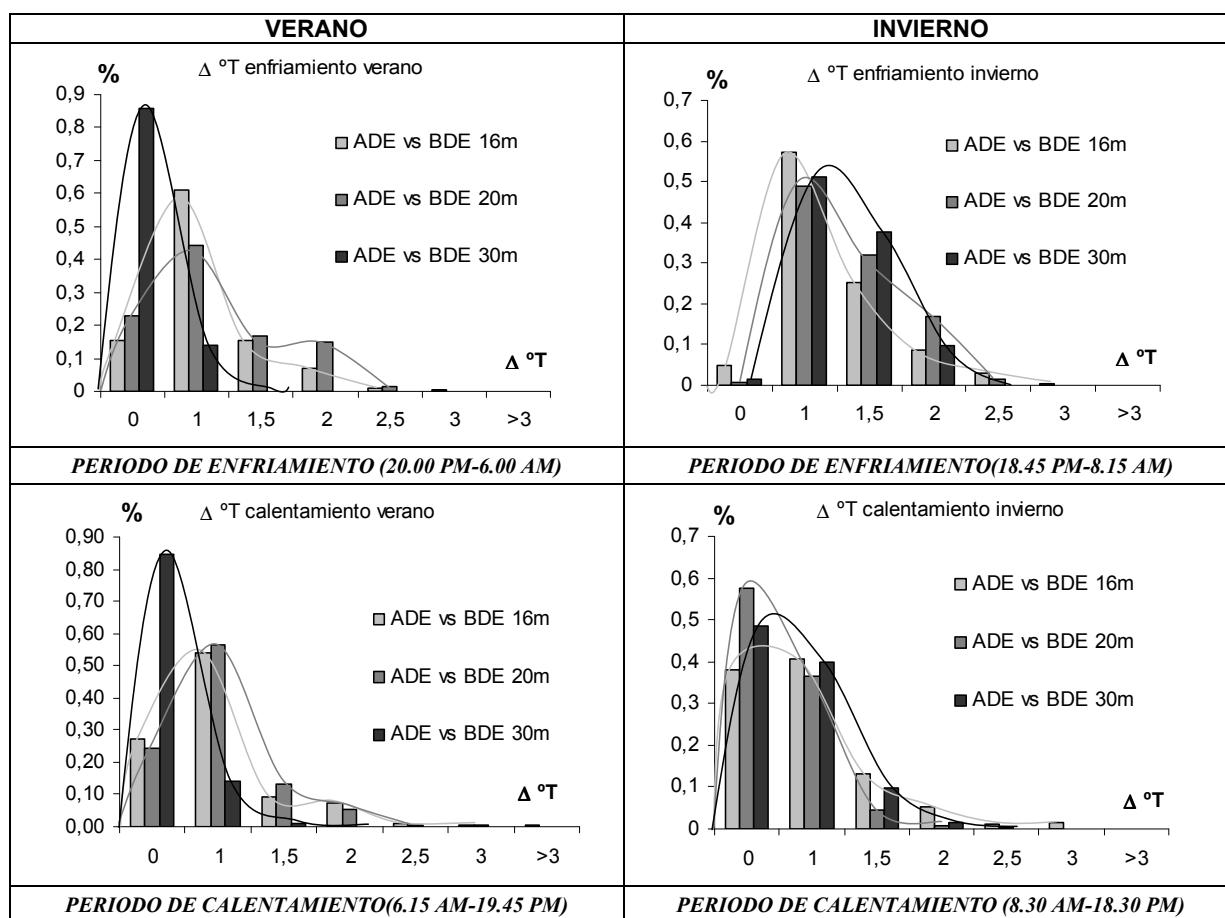 VERANO
INVIERNO
%
Δ ºT enfriamiento verano
0,9
0,8
0,7
0,6
0,5
0,4
0,3
0,2
0,1
0
ADE vs BDE 16m
ADE vs BDE 20m
ADE vs BDE 30m
Δ ºT
0 1 1,5 2 2,5 3 >3
%
Δ ºT enfriamiento invierno
0,7
0,6
0,5
0,4
0,3
0,2
0,1
0
ADE vs BDE 16m
ADE vs BDE 20m
ADE vs BDE 30m
Δ ºT
0 1 1,5 2 2,5 3 >3
PERIODO DE ENFRIAMIENTO (20.00 PM-6.00 AM)
PERIODO DE ENFRIAMIENTO(18.45 PM-8.15 AM)
%
Δ ºT calentamiento verano
0,90
0,80
0,70
0,60
0,50
0,40
0,30
0,20
0,10
0,00
ADE vs BDE 16m
ADE vs BDE 20m
ADE vs BDE 30m
Δ ºT
0 1 1,5 2 2,5 3 >3
%
Δ ºT calentamiento invierno
0,7
0,6
0,5
0,4
0,3
0,2
0,1
0
ADE vs BDE 16m
ADE vs BDE 20m
ADE vs BDE 30m
Δ ºT
0 1 1,5 2 2,5 3 >3
PERIODO DE CALENTAMIENTO(6.15 AM-19.45 PM)
PERIODO DE CALENTAMIENTO (8.30 AM-18.30 PM)